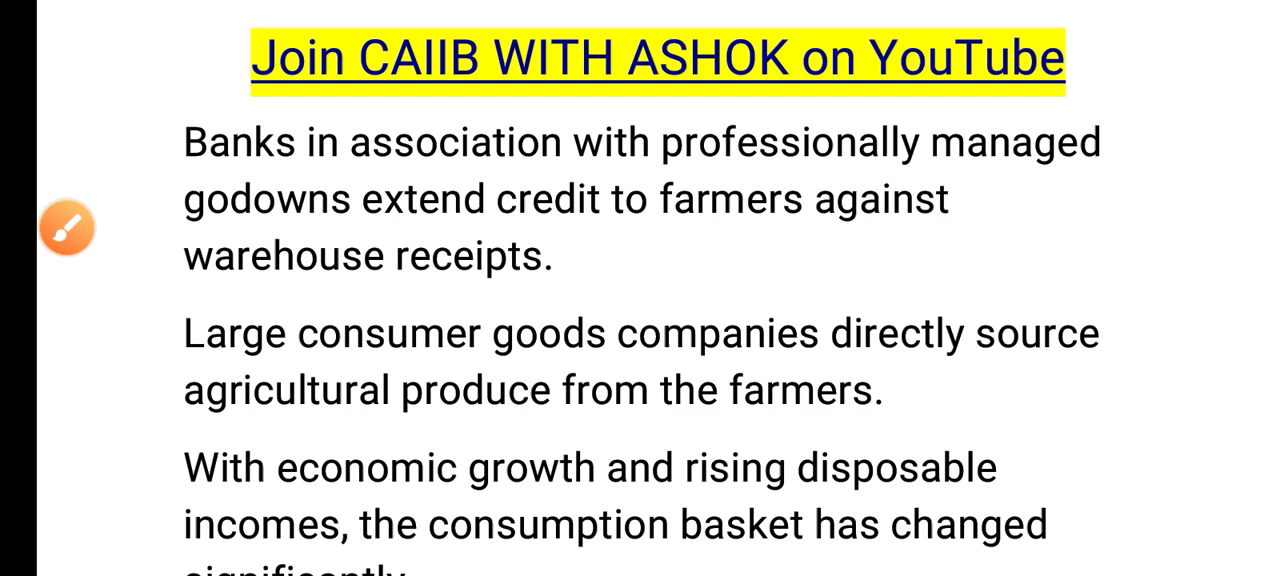 Join CAIIB WITH ASHOK on YouTube
Banks in association with professionally managed
godowns extend credit to farmers against
warehouse receipts.
Large consumer goods companies directly source
agricultural produce from the farmers.
With economic growth and rising disposable
incomes, the consumption basket has changed
significantly